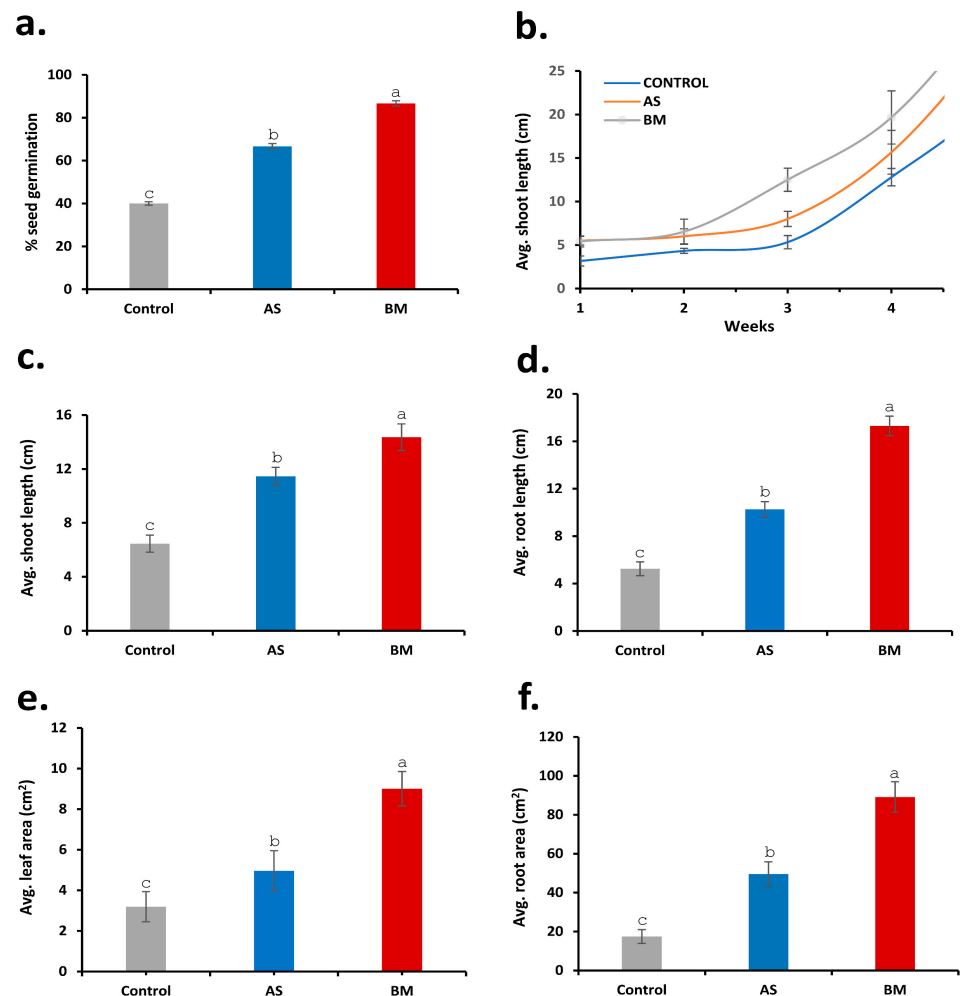 a.
% seed germination
100
80
60
40
20
0
c
b
a
Control AS BM
b.
Avg. shoot length (cm)
25
20
15
10
5
0
CONTROL
AS
BM
1 2 3 4
Weeks
c.
Avg. shoot length (cm)
16
12
8
4
0
c
b
a
Control AS BM
d.
Avg. root length (cm)
20
16
12
8
4
0
c
b
a
Control AS BM
e.
Avg. leaf area (cm²)
12
10
8
6
4
2
0
c
b
a
Control AS BM
f.
Avg. root area (cm²)
120
100
80
60
40
20
0
c
b
a
Control AS BM